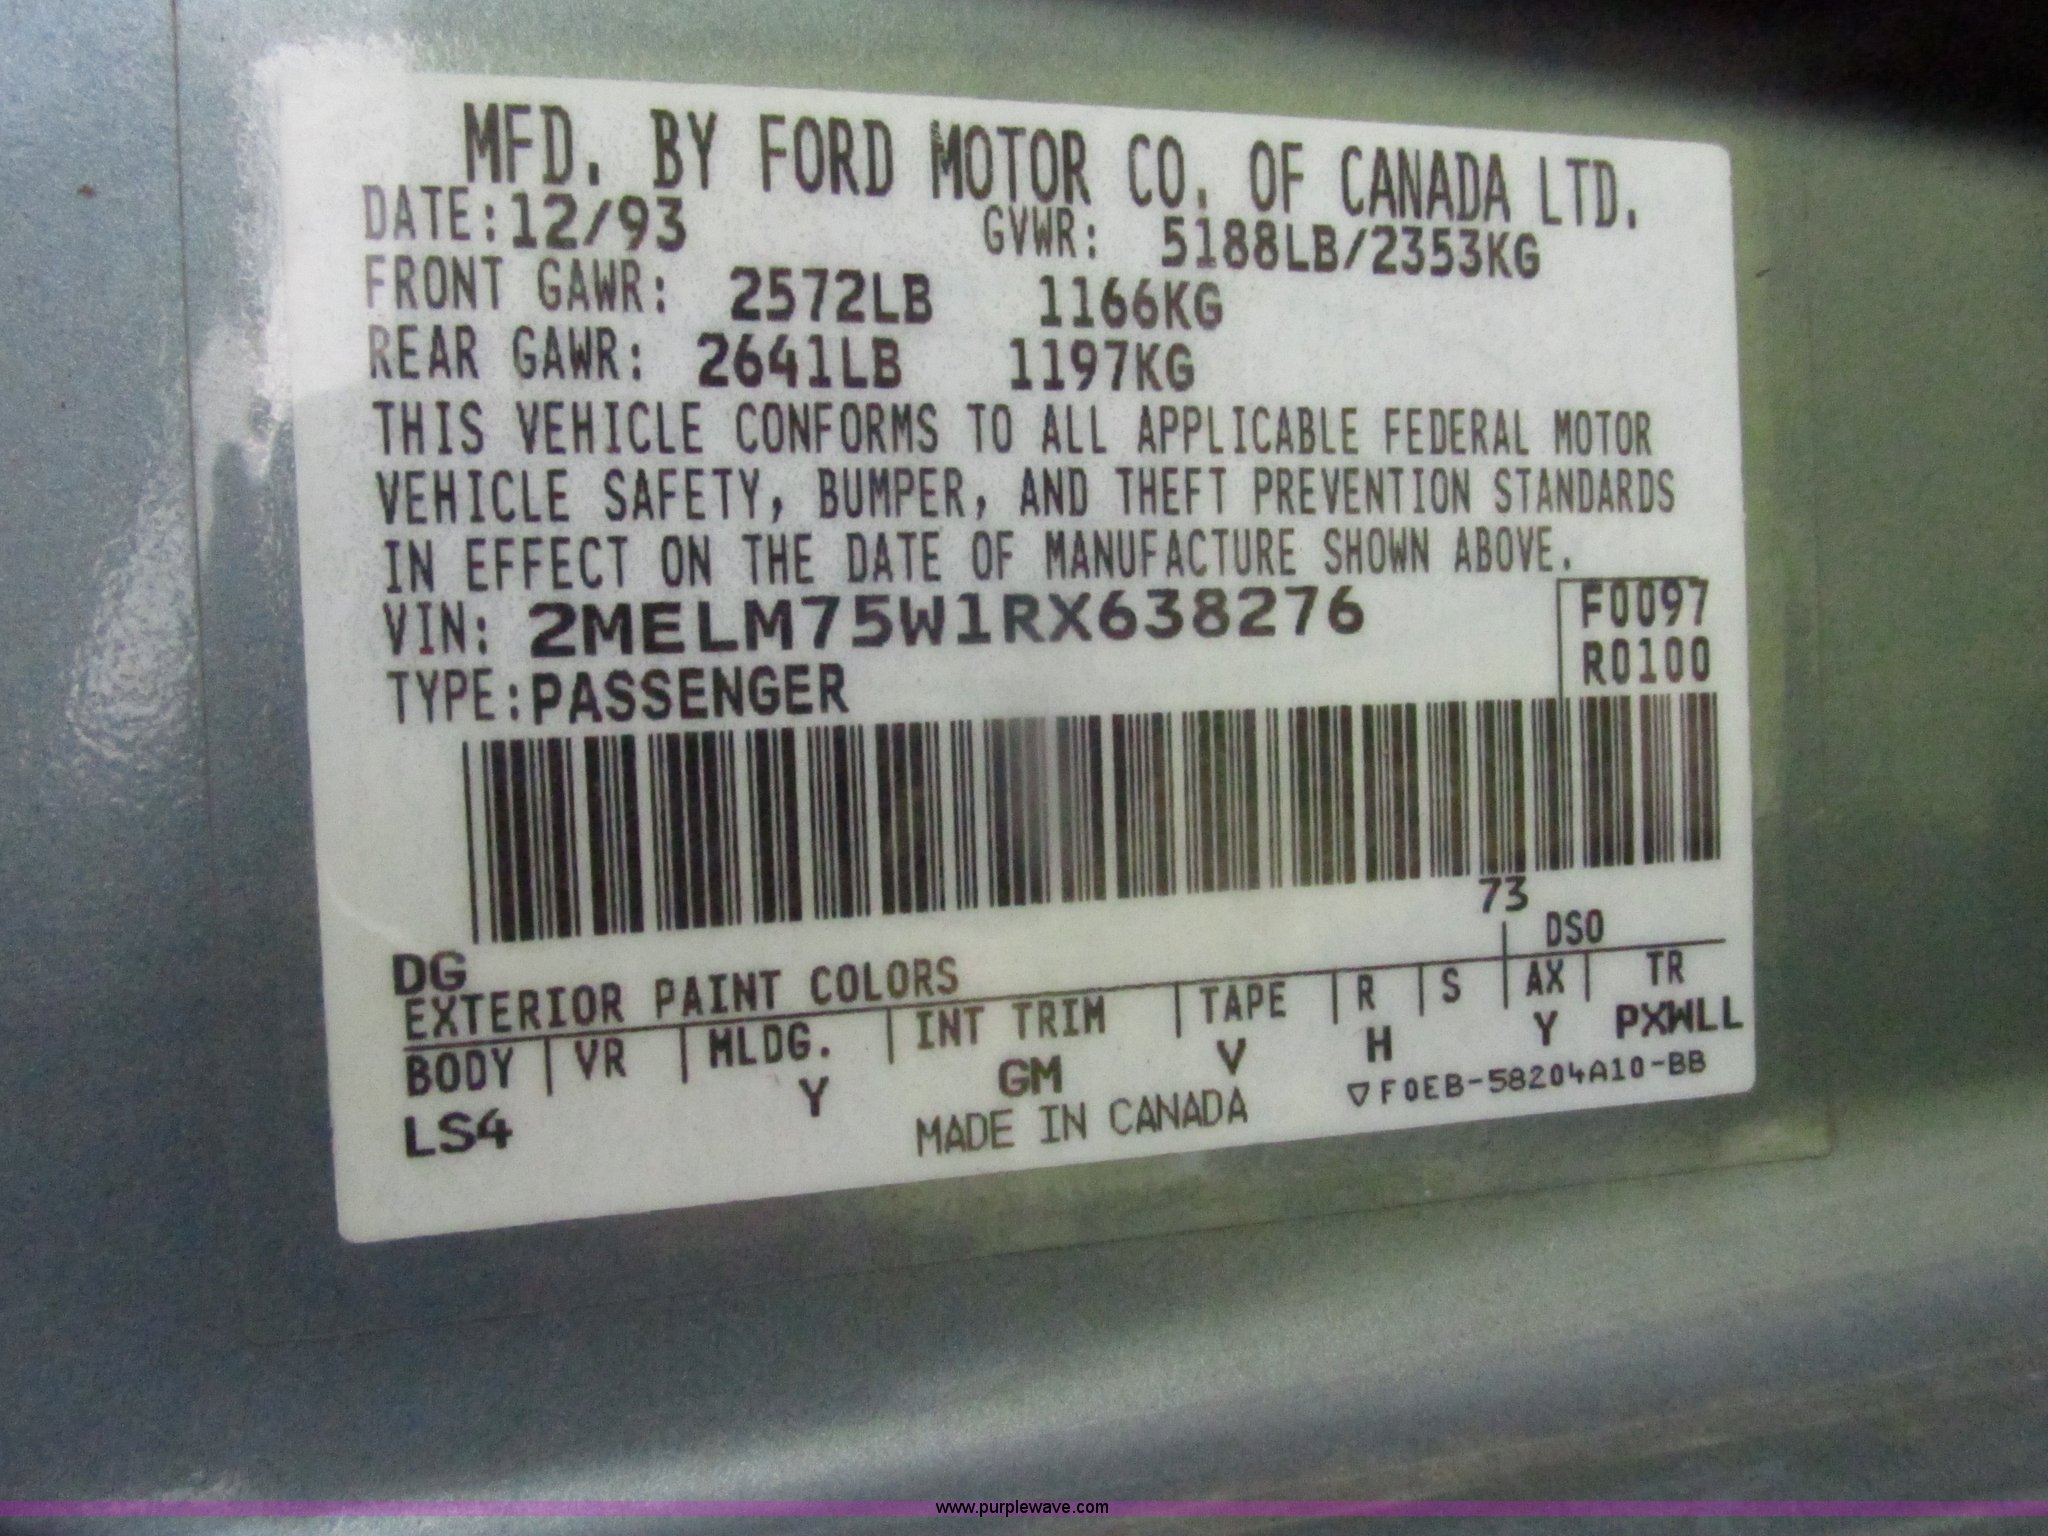 MFD. BY FORD MOTOR CO. OF CANADA LTD.
DATE: 12/93 GVWR: 5188LB/2353KG
FRONT GAWR: 2572LB 1166KG
REAR GAWR: 2641LB 1197KG
THIS VEHICLE CONFORMS TO ALL APPLICABLE FEDERAL MOTOR
VEHICLE SAFETY, BUMPER, AND THEFT PREVENTION STANDARDS
IN EFFECT ON THE DATE OF MANUFACTURE SHOWN ABOVE.
VIN: 2MELM75W1RX638276
F0097
R0100
TYPE: PASSENGER
73
DG
DSO
EXTERIOR PAINT COLORS
BODY VR MLDG. INT TRIM TAPE R S AX TR
LS4 Y GM V H Y PXWLL
MADE IN CANADA
▽F0EB-58204A10-BB
www.purplewave.com